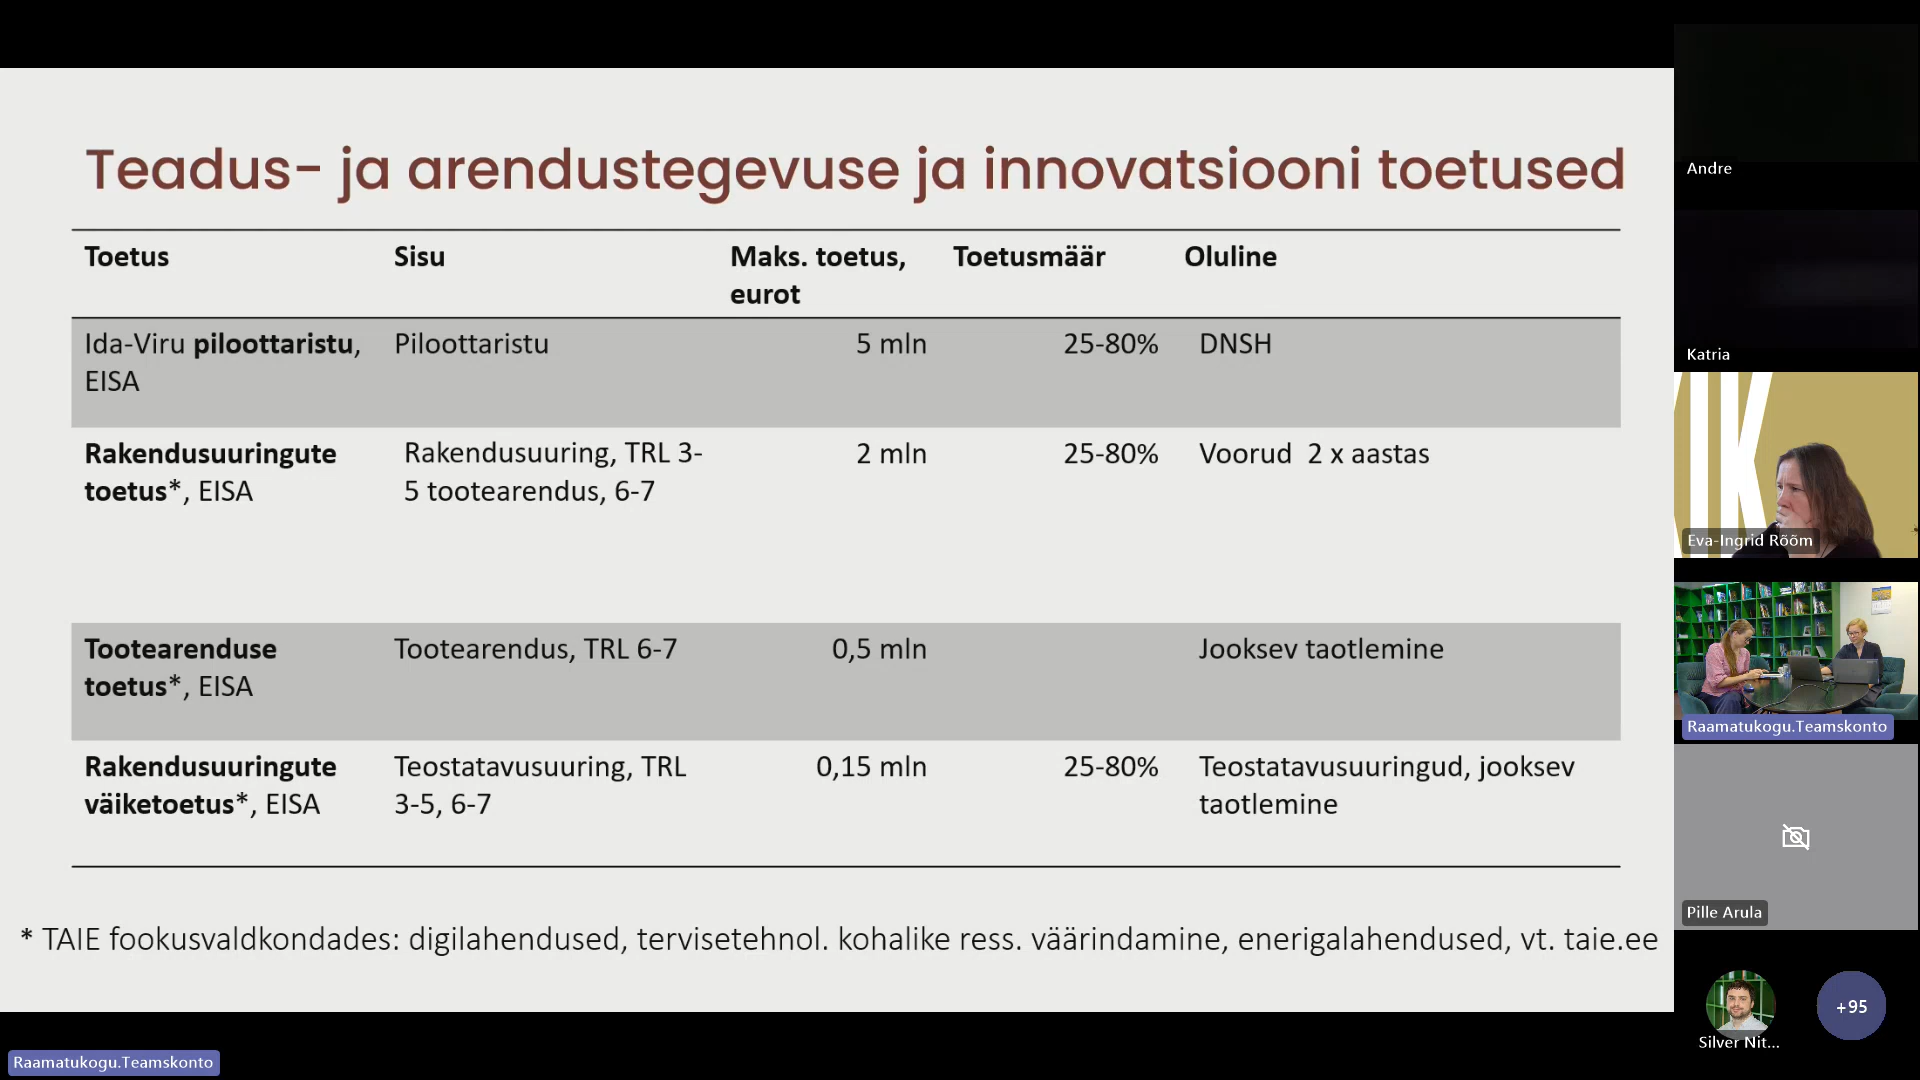 Teadus- ja arendustegevuse ja innovatsiooni toetused
Toetus Sisu Maks. toetus, Toetusmäär Oluline
eurot
Ida-Viru piloottaristu, Piloottaristu 5 mln 25-80% DNSH
EISA
Rakendusuuringute Rakendusuuring, TRL 3- 2 mln 25-80% Voorud 2 x aastas
toetus*, EISA 5 tootearendus, 6-7
Tootearenduse Tootearendus, TRL 6-7 0,5 mln Jooksev taotlemine
toetus*, EISA
Rakendusuuringute Teostatavusuuring, TRL 0,15 mln 25-80% Teostatavusuuringud, jooksev
väiketoetus*, EISA 3-5, 6-7 taotlemine
* TAIE fookusvaldkondades: digilahendused, tervisetehnol. kohalike ress. väärindamine, enerigalahendused, vt. taie.ee
Raamatukogu.Teamskonto
Andre
Katria
IK
Eva-Ingrid Rõõm
Raamatukogu.Teamskonto
Pille Arula
+95
Silver Nit...